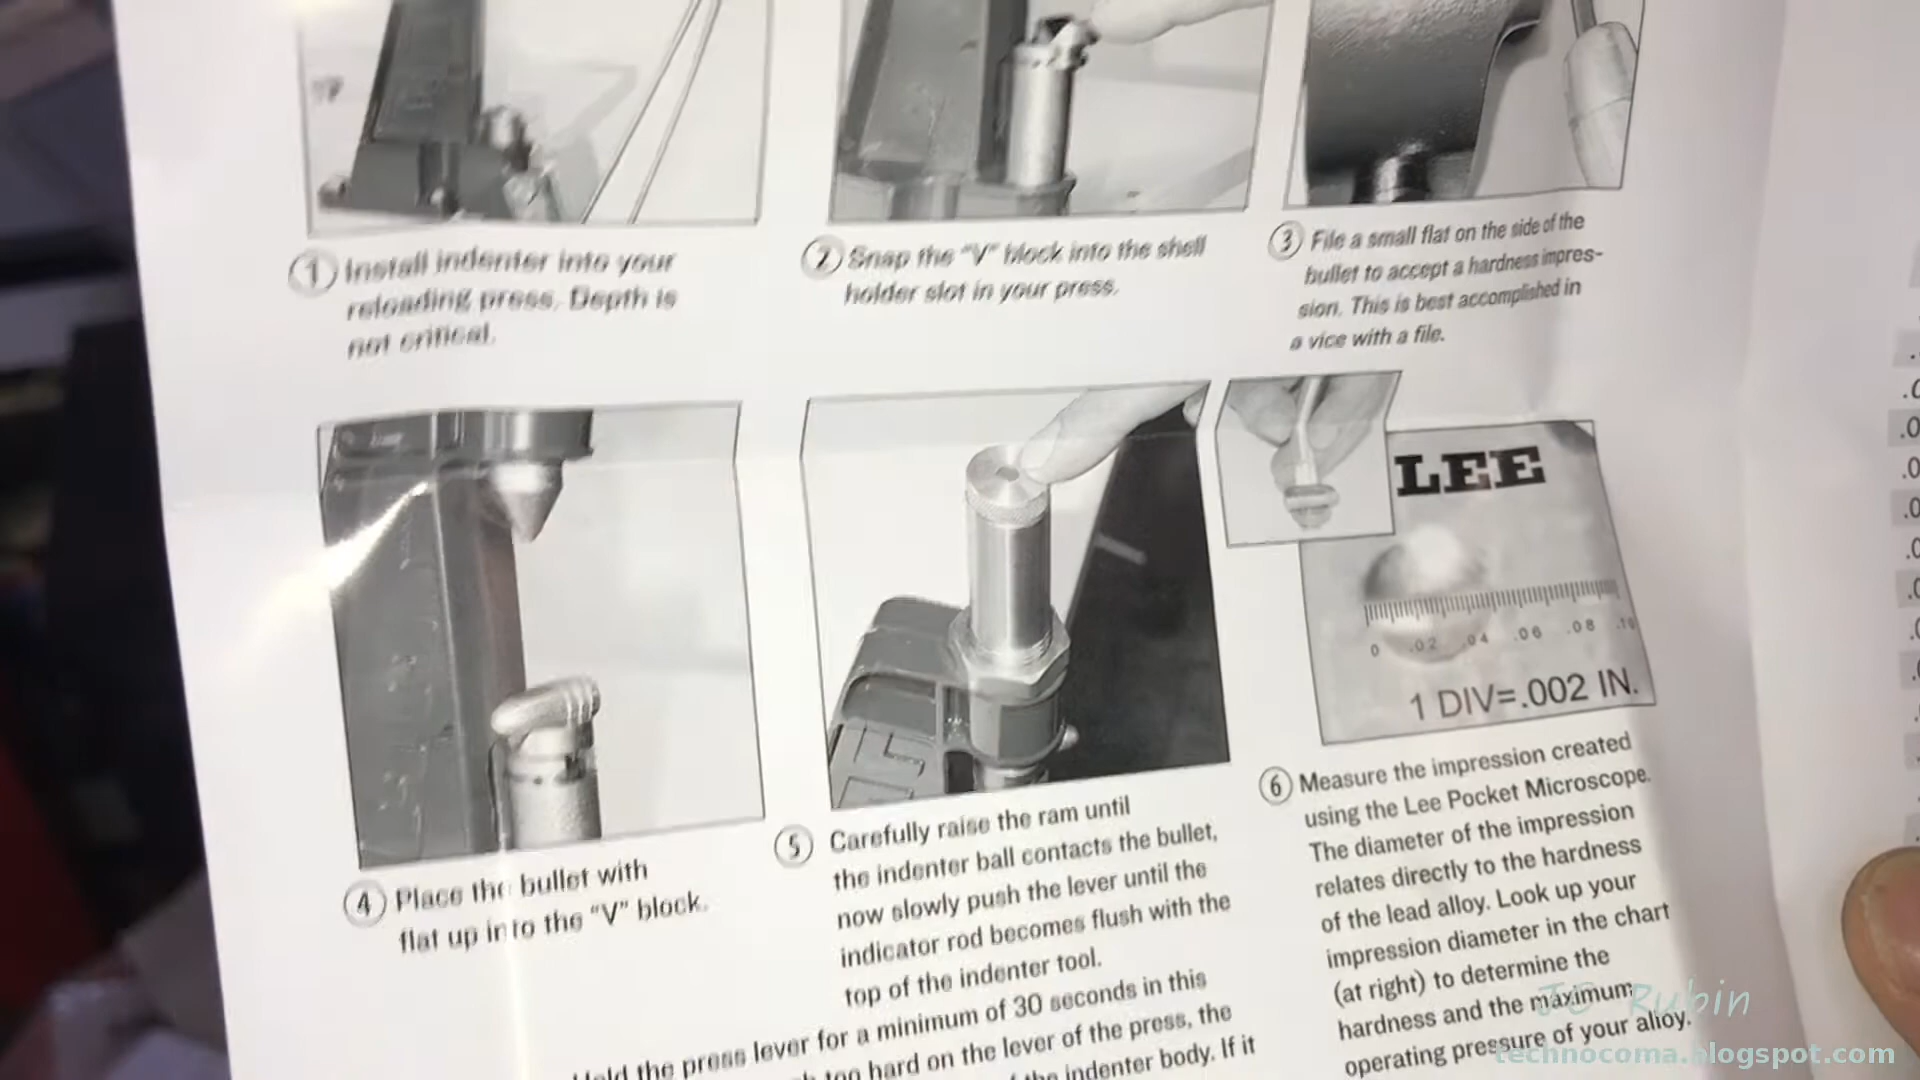 1 Install indenter into your
reloading press. Depth is
not critical.
2 Snap the "V" block into the shell
holder slot in your press.
3 File a small flat on the side of the
bullet to accept a hardness impres-
sion. This is best accomplished in
a vice with a file.
4 Place the bullet with
flat up into the "V" block.
5 Carefully raise the ram until
the indenter ball contacts the bullet,
now slowly push the lever until the
indicator rod becomes flush with the
top of the indenter tool.
the press lever for a minimum of 30 seconds in this
too hard on the lever of the press, the
the indenter body. If it
LEE
0 .02 .04 .06 .08 .10
1 DIV=.002 IN.
6 Measure the impression created
using the Lee Pocket Microscope.
The diameter of the impression
relates directly to the hardness
of the lead alloy. Look up your
impression diameter in the chart
(at right) to determine the
hardness and the maximum
operating pressure of your alloy.
JC Rubin
technocoma.blogspot.com